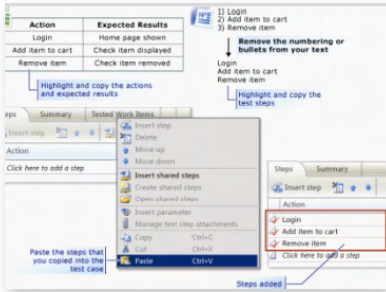 Action Expected Results
Login Home page shown
Add item to cart Check item displayed
Remove item Check item removed
Highlight and copy the actions
and expected results
1) Login
2) Add item to cart
3) Remove item
Remove the numbering or
bullets from your text
Login
Add item to cart
Remove item
Highlight and copy the
test steps
eps Summary Tested Work Items
Insert step
Action
Click here to add a step
Insert step
Delete
Move up
Move down
Insert shared steps
Create shared steps
Open shared steps
Insert parameter
Manage test step attachments
Copy Ctrl+C
Cut Ctrl+X
Paste Ctrl+V
Paste the steps that
you copied into the
test case
Steps Summary
Insert step
Action
Login
Add item to cart
Remove item
Click here to add a step
Steps added